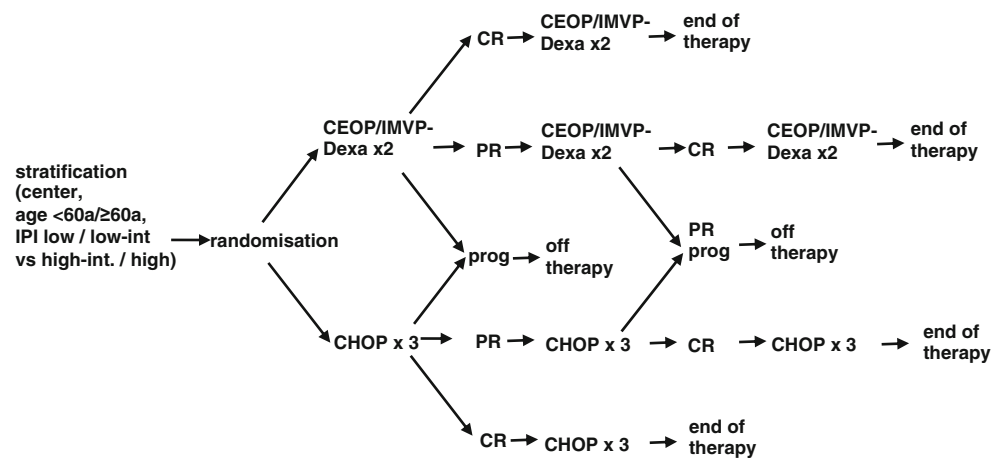 CR
CEOP/IMVP-
Dexa x2
end of
therapy
CEOP/IMVP-
Dexa x2
PR
CEOP/IMVP-
Dexa x2
CR
CEOP/IMVP-
Dexa x2
end of
therapy
stratification
(center,
age <60a/≥60a,
IPI low / low-int
vs high-int. / high)
randomisation
prog
off
therapy
PR
prog
off
therapy
CHOP x 3
PR
CHOP x 3
CR
CHOP x 3
end of
therapy
CR
CHOP x 3
end of
therapy